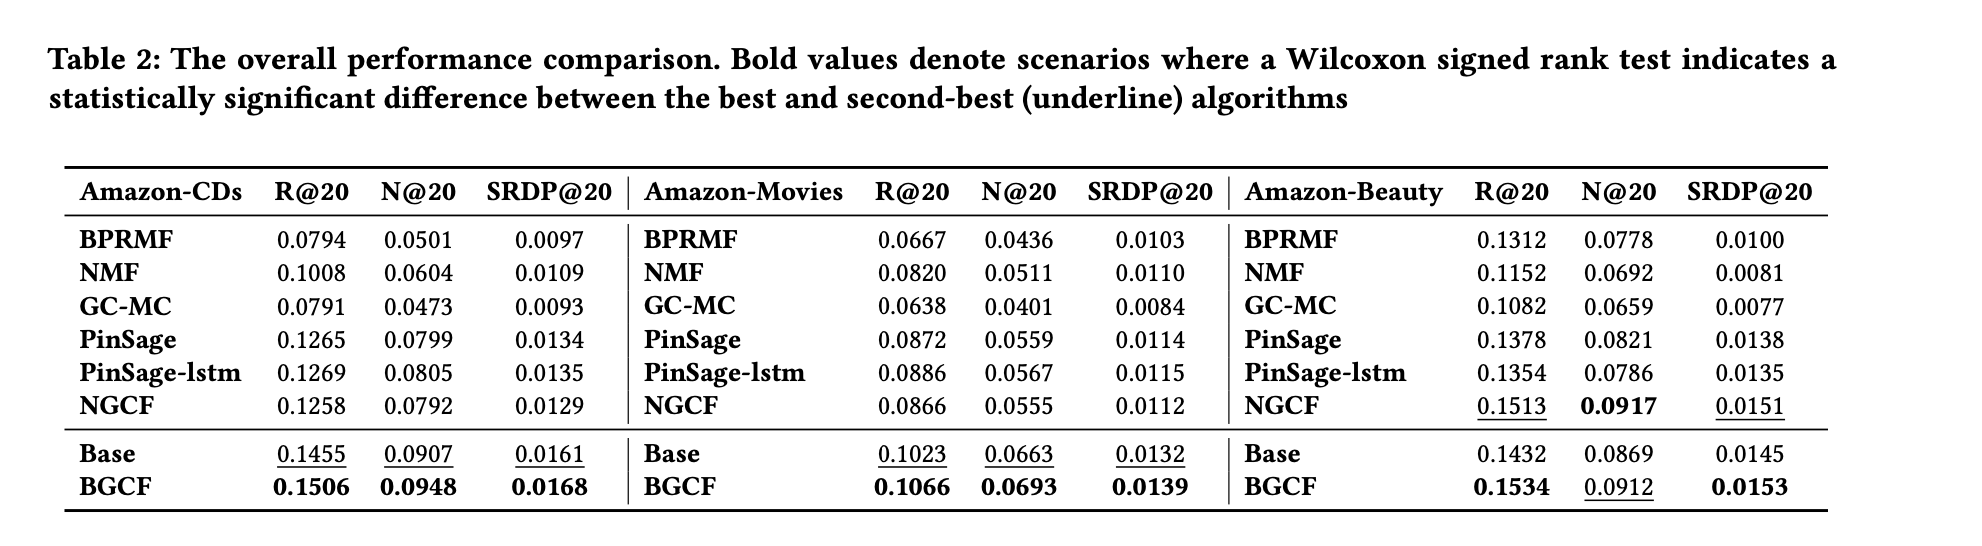 Table 2: The overall performance comparison. Bold values denote scenarios where a Wilcoxon signed rank test indicates a
statistically significant difference between the best and second-best (underline) algorithms
Amazon-CDs R@20 N@20 SRDP@20 Amazon-Movies R@20 N@20 SRDP@20 Amazon-Beauty R@20 N@20 SRDP@20
BPRMF 0.0794 0.0501 0.0097 BPRMF 0.0667 0.0436 0.0103 BPRMF 0.1312 0.0778 0.0100
NMF 0.1008 0.0604 0.0109 NMF 0.0820 0.0511 0.0110 NMF 0.1152 0.0692 0.0081
GC-MC 0.0791 0.0473 0.0093 GC-MC 0.0638 0.0401 0.0084 GC-MC 0.1082 0.0659 0.0077
PinSage 0.1265 0.0799 0.0134 PinSage 0.0872 0.0559 0.0114 PinSage 0.1378 0.0821 0.0138
PinSage-lstm 0.1269 0.0805 0.0135 PinSage-lstm 0.0886 0.0567 0.0115 PinSage-lstm 0.1354 0.0786 0.0135
NGCF 0.1258 0.0792 0.0129 NGCF 0.0866 0.0555 0.0112 NGCF 0.1513 0.0917 0.0151
Base 0.1455 0.0907 0.0161 Base 0.1023 0.0663 0.0132 Base 0.1432 0.0869 0.0145
BGCF 0.1506 0.0948 0.0168 BGCF 0.1066 0.0693 0.0139 BGCF 0.1534 0.0912 0.0153